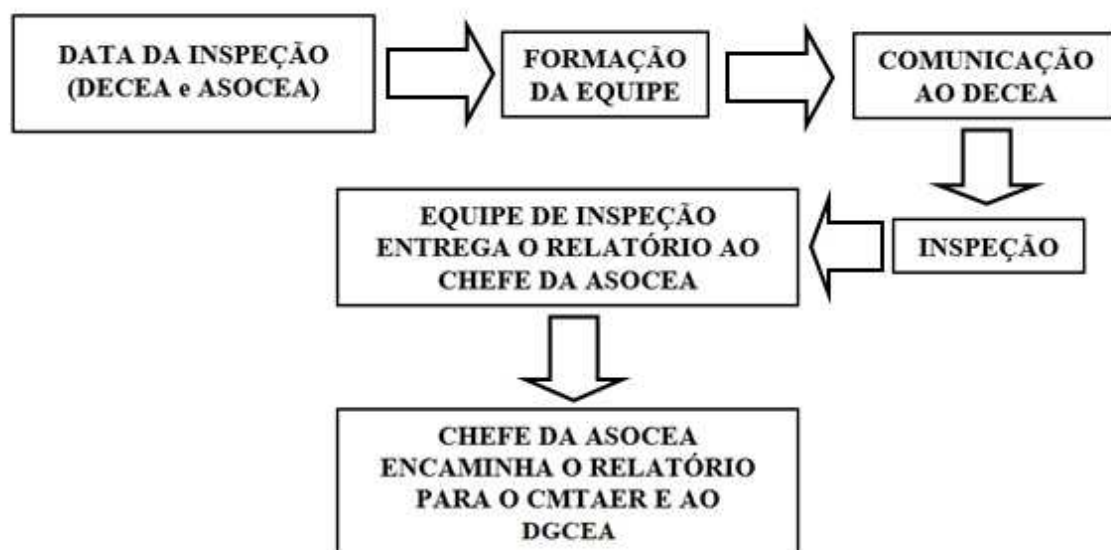 DATA DA INSPEÇÃO
(DECEA e ASOCEA)
FORMAÇÃO
DA EQUIPE
COMUNICAÇÃO
AO DECEA
INSPEÇÃO
EQUIPE DE INSPEÇÃO
ENTREGA O RELATÓRIO AO
CHEFE DA ASOCEA
CHEFE DA ASOCEA
ENCAMINHA O RELATÓRIO
PARA O CMTAER E AO
DGCEA